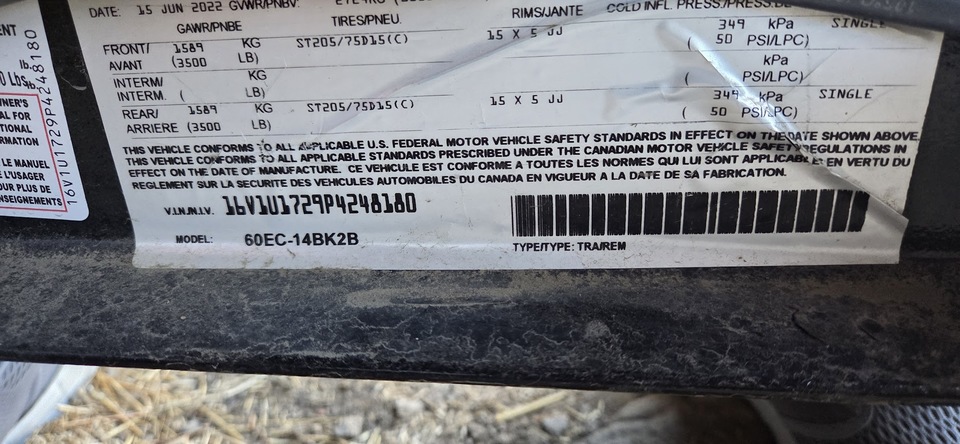 DATE: 15 JUN 2022 GVWR/PNBV:
GAWR/PNBE TIRES/PNEU. RIMS/JANTE COLD INFL. PRESS./PRESS.
FRONT/ 1589 KG ST205/75D15(C) 15 X 5 JJ 349 kPa SINGLE
AVANT (3500 LB) ( 50 PSI/LPC)
INTERM/ KG kPa
INTERM. ( LB) ( PSI/LPC)
REAR/ 1589 KG ST205/75D15(C) 15 X 5 JJ 349 kPa SINGLE
ARRIERE (3500 LB) ( 50 PSI/LPC)
THIS VEHICLE CONFORMS TO ALL APPLICABLE U.S. FEDERAL MOTOR VEHICLE SAFETY STANDARDS IN EFFECT ON THE DATE SHOWN ABOVE.
THIS VEHICLE CONFORMS TO ALL APPLICABLE STANDARDS PRESCRIBED UNDER THE CANADIAN MOTOR VEHICLE SAFETY REGULATIONS IN
EFFECT ON THE DATE OF MANUFACTURE. CE VEHICULE EST CONFORME A TOUTES LES NORMES QUI LUI SONT APPLICABLES EN VERTU DU
REGLEMENT SUR LA SECURITE DES VEHICULES AUTOMOBILES DU CANADA EN VIGUEUR A LA DATE DE SA FABRICATION.
V.I.N./N.I.V. 16V1U1729P4248180
MODEL: 60EC-14BK2B
TYPE/TYPE: TRA/REM
lb.
Lbs
LE MANUEL
L'USAGER
PLUS DE
16V1U1729P4248180